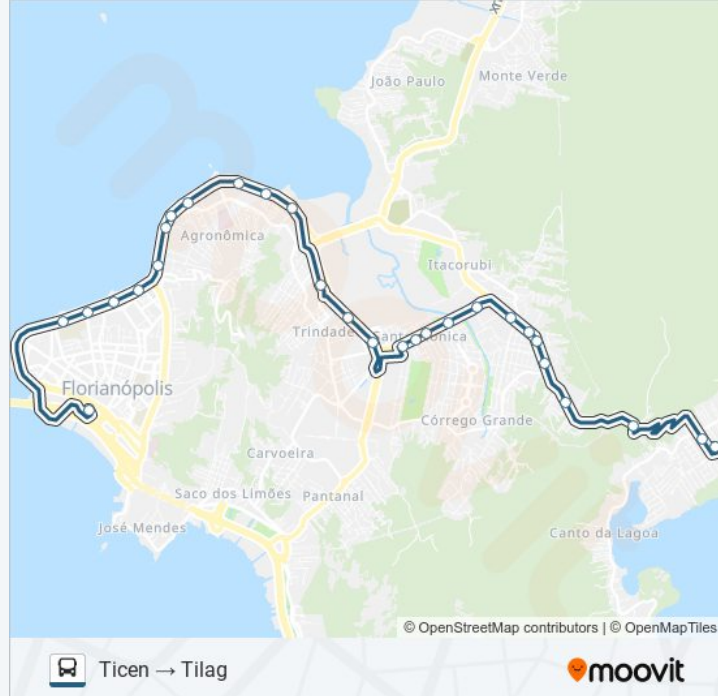 João Paulo
Monte Verde
Agronômica
Itacorubi
Trindade
Santa Mônica
Florianópolis
Córrego Grande
Carvoeira
Saco dos Limões
Pantanal
José Mendes
Canto da Lagoa
© OpenStreetMap contributors | © OpenMapTiles
Ticen → Tilag
moovit